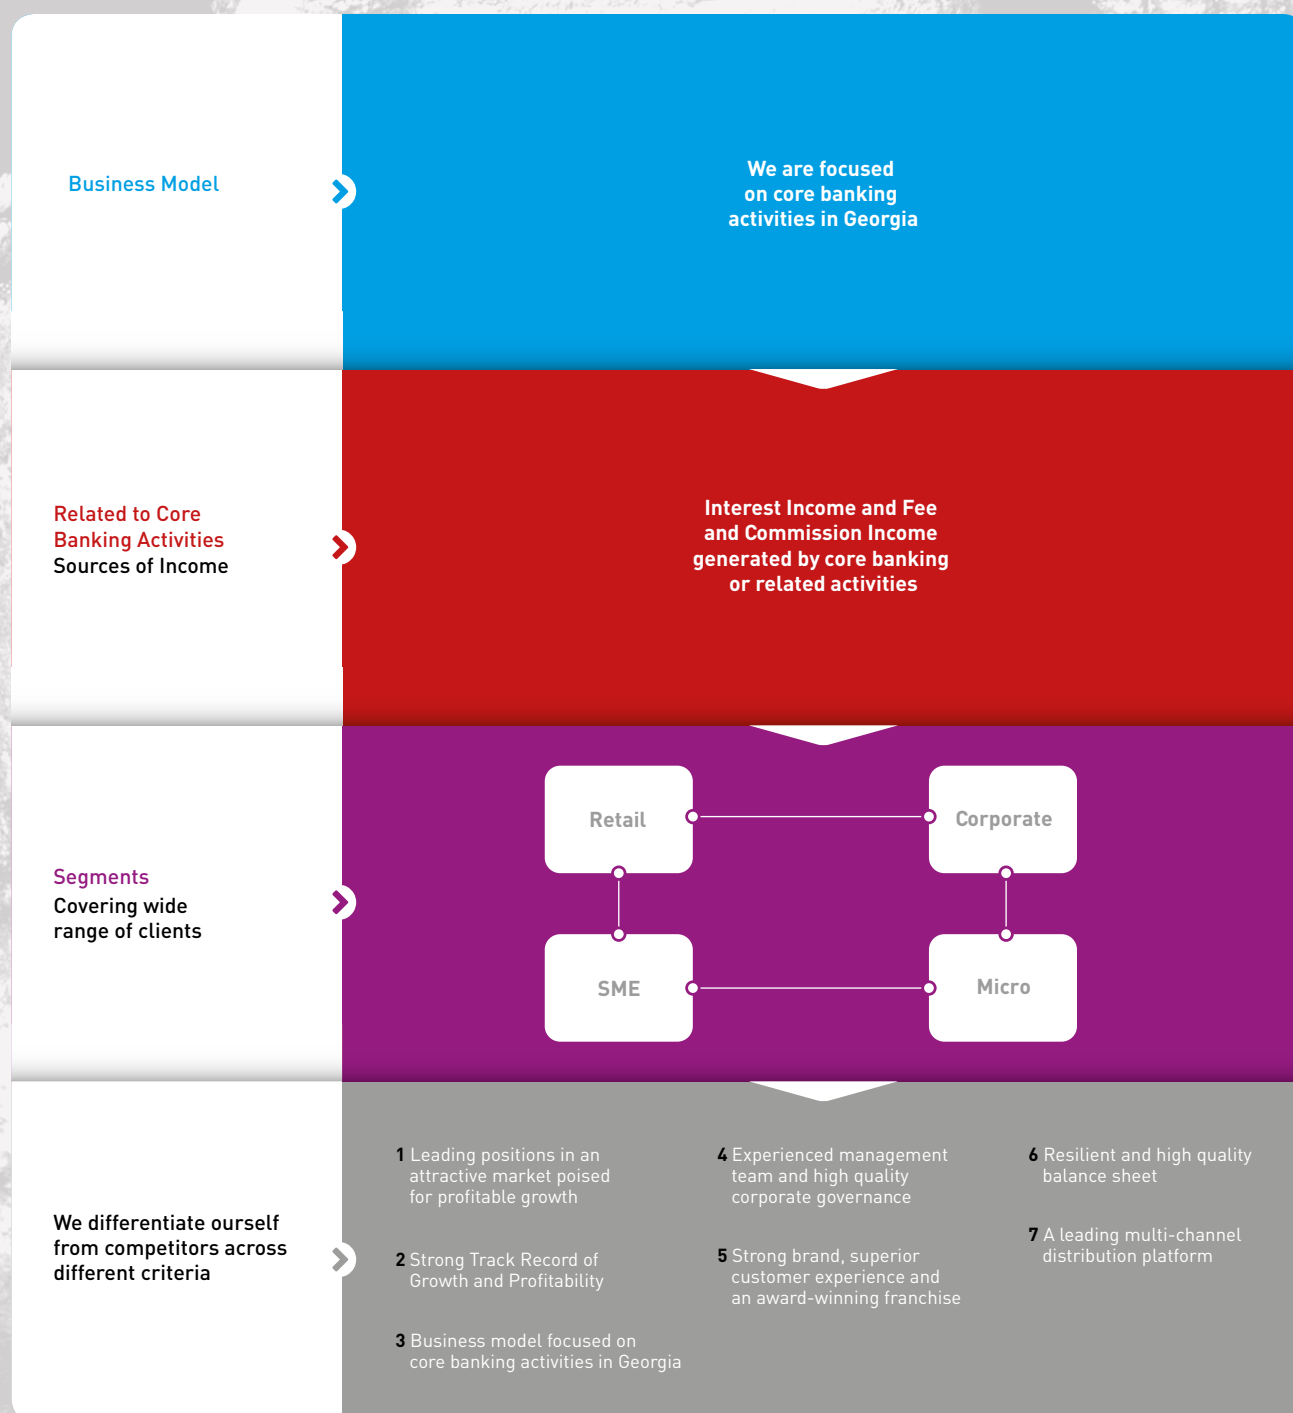 Business Model
We are focused
on core banking
activities in Georgia
Related to Core
Banking Activities
Sources of Income
Interest Income and Fee
and Commission Income
generated by core banking
or related activities
Segments
Covering wide
range of clients
Retail
Corporate
SME
Micro
We differentiate ourself
from competitors across
different criteria
1 Leading positions in an
attractive market poised
for profitable growth
2 Strong Track Record of
Growth and Profitability
3 Business model focused on
core banking activities in Georgia
4 Experienced management
team and high quality
corporate governance
5 Strong brand, superior
customer experience and
an award-winning franchise
6 Resilient and high quality
balance sheet
7 A leading multi-channel
distribution platform